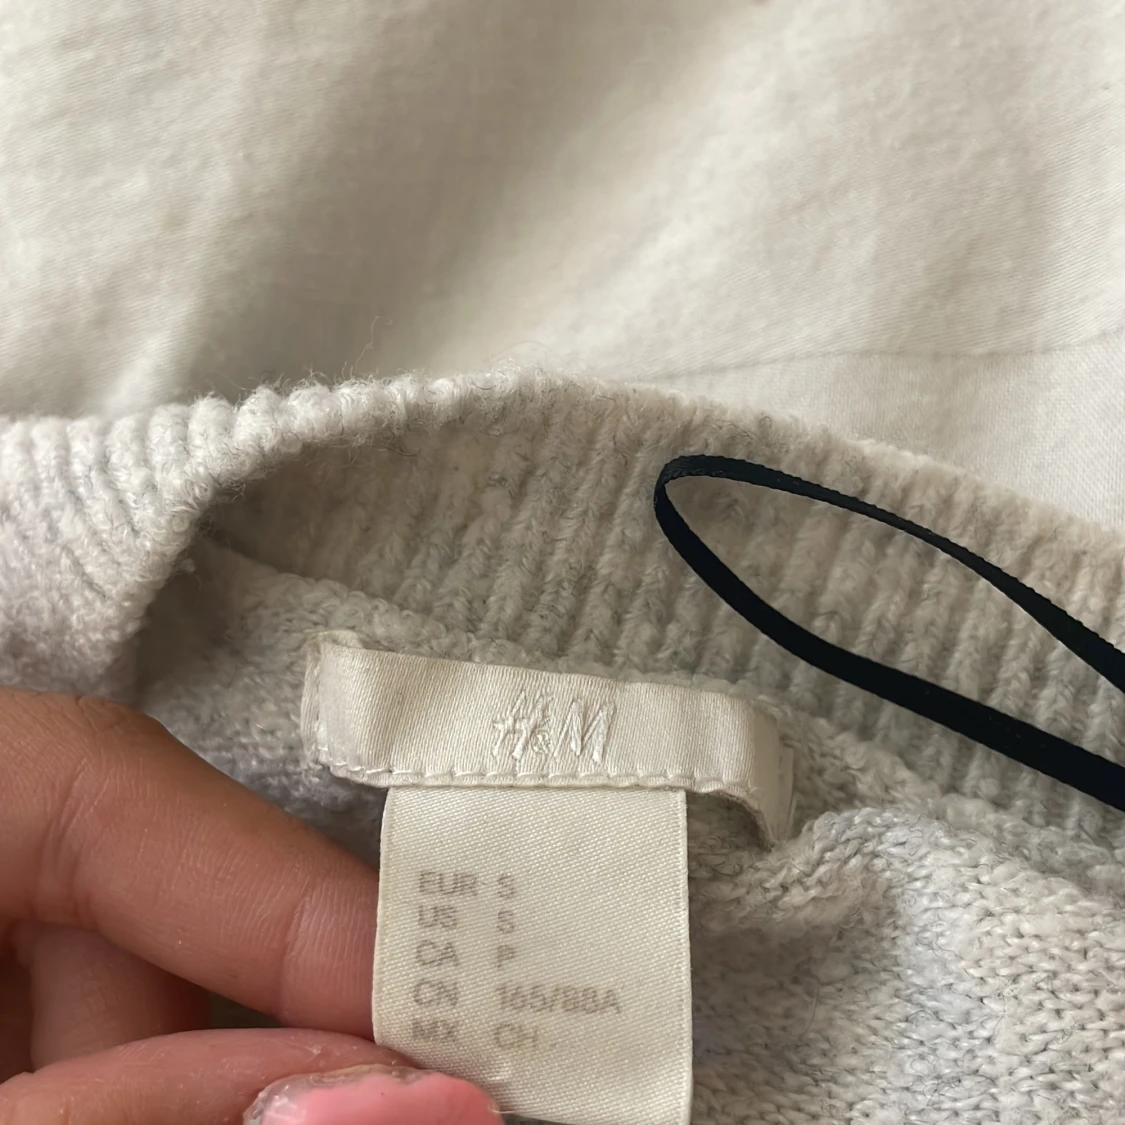 H&M
EUR S
US S
CA P
CN 165/88A
MX CH